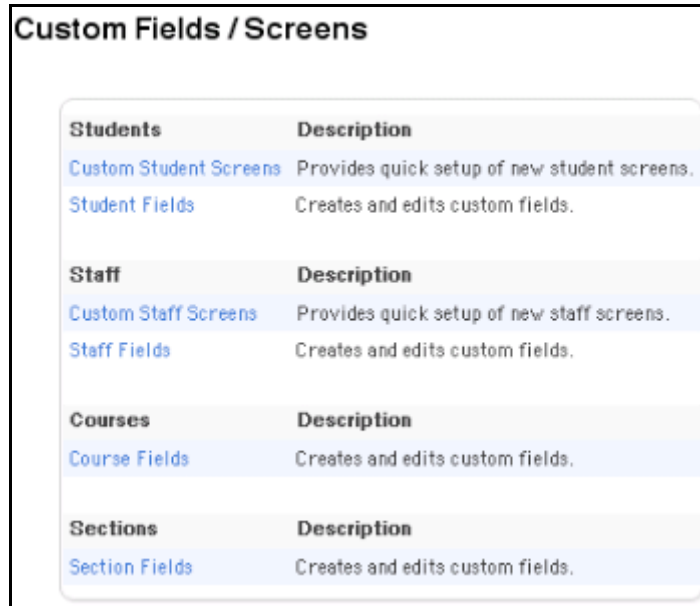 Custom Fields / Screens
Students Description
Custom Student Screens Provides quick setup of new student screens.
Student Fields Creates and edits custom fields.
Staff Description
Custom Staff Screens Provides quick setup of new staff screens.
Staff Fields Creates and edits custom fields.
Courses Description
Course Fields Creates and edits custom fields.
Sections Description
Section Fields Creates and edits custom fields.